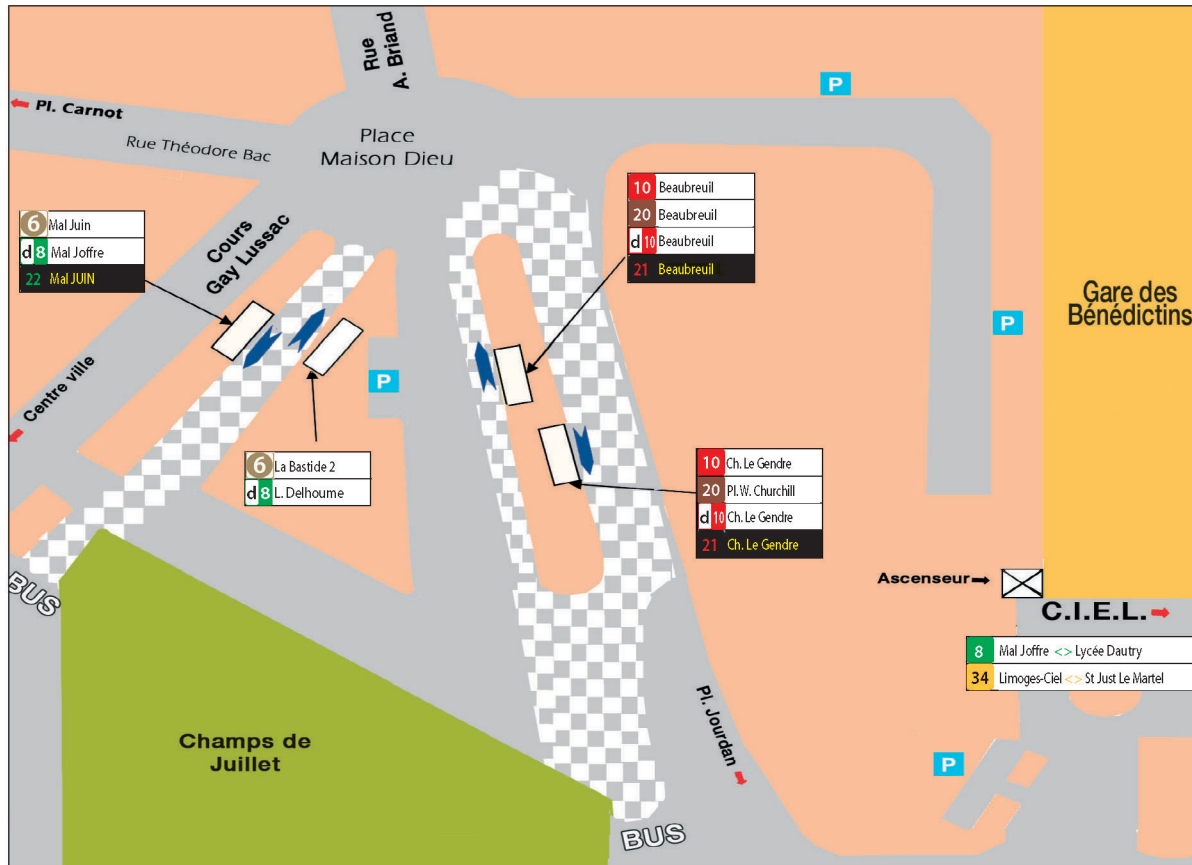 Rue
A. Briand
P
Pl. Carnot
Rue Théodore Bac
Place
Maison Dieu
10 Beaubreuil
20 Beaubreuil
d 10 Beaubreuil
21 Beaubreuil
6 Mal Juin
d 8 Mal Joffre
22 Mal JUIN
Cours
Gay Lussac
Gare des
Bénédictins
P
P
Centre ville
6 La Bastide 2
d 8 L. Delhoume
10 Ch. Le Gendre
20 Pl. W. Churchill
d 10 Ch. Le Gendre
21 Ch. Le Gendre
Ascenseur
BUS
C.I.E.L.
8 Mal Joffre <> Lycée Dautry
34 Limoges-Ciel <> St Just Le Martel
Pl. Jourdan
Champs de
Juillet
P
BUS